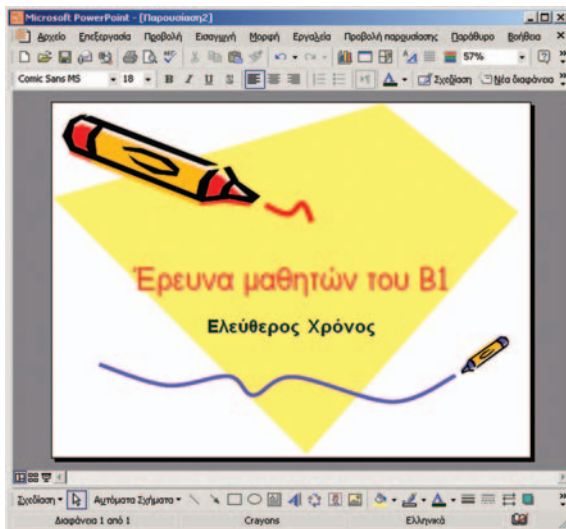 Microsoft PowerPoint - [Παρουσίαση2]
Αρχείο Επεξεργασία Προβολή Εισαγωγή Μορφή Εργαλεία Προβολή παρουσίασης Παράθυρο Βοήθεια
57%
Comic Sans MS 18 B I U S Σχεδίαση Νέα διαφάνεια
Έρευνα μαθητών του Β1
Ελεύθερος Χρόνος
Σχεδίαση Αυτόματα Σχήματα
Διαφάνεια 1 από 1 Crayons Ελληνικά